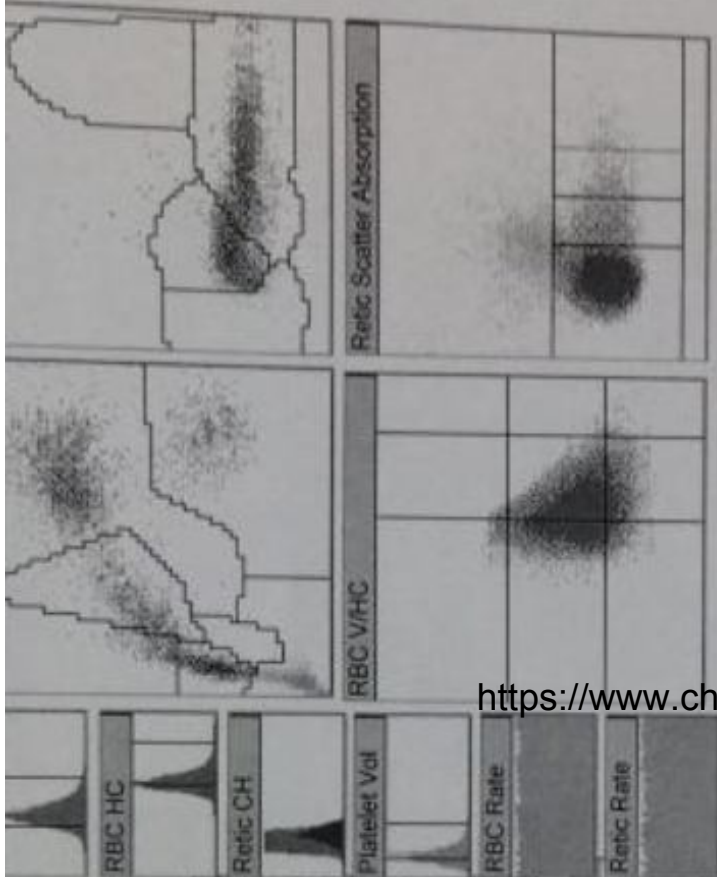 Retic Scatter Absorption
RBC V/HC
RBC HC
Retic CH
Platelet Vol
RBC Rate
Retic Rate
https://www.ch